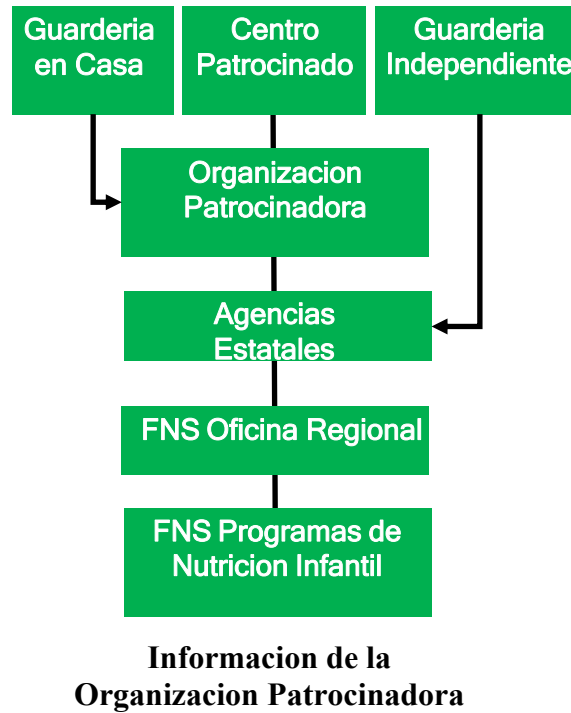 Guarderia
en Casa
Centro
Patrocinado
Guarderia
Independiente
Organizacion
Patrocinadora
Agencias
Estatales
FNS Oficina Regional
FNS Programas de
Nutricion Infantil
Informacion de la
Organizacion Patrocinadora